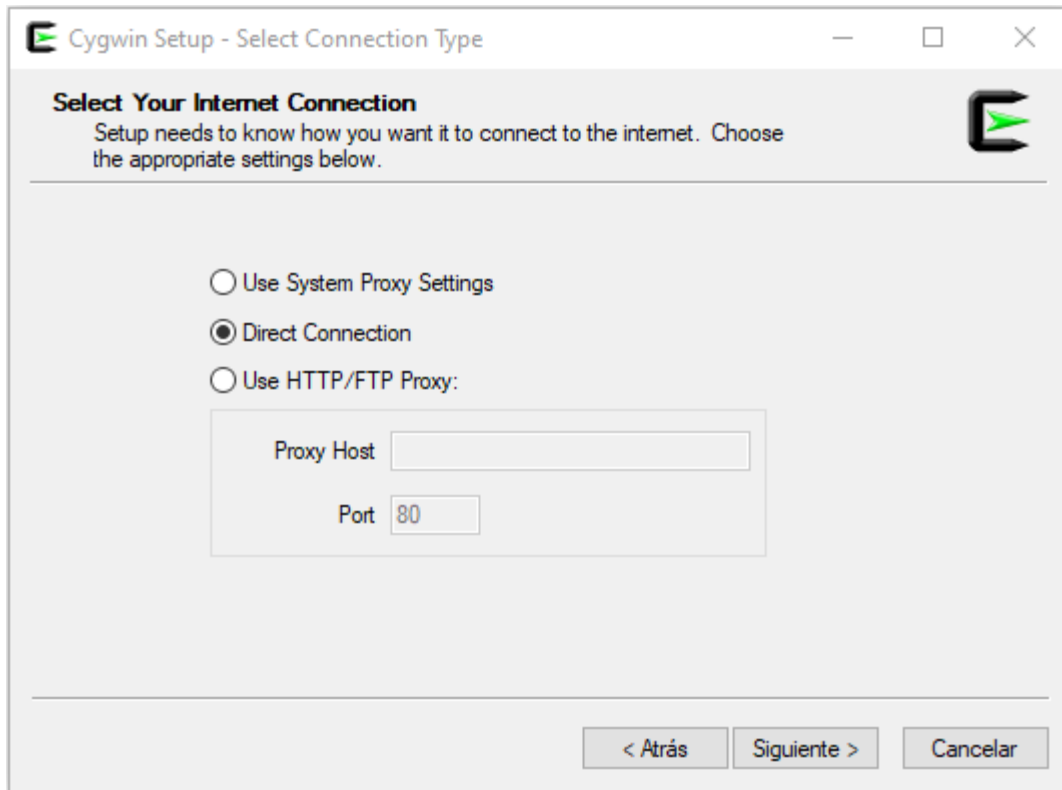 Cygwin Setup - Select Connection Type
Select Your Internet Connection
Setup needs to know how you want it to connect to the internet.  Choose
the appropriate settings below.
Use System Proxy Settings
Direct Connection
Use HTTP/FTP Proxy:
Proxy Host
Port 80
< Atrás Siguiente > Cancelar